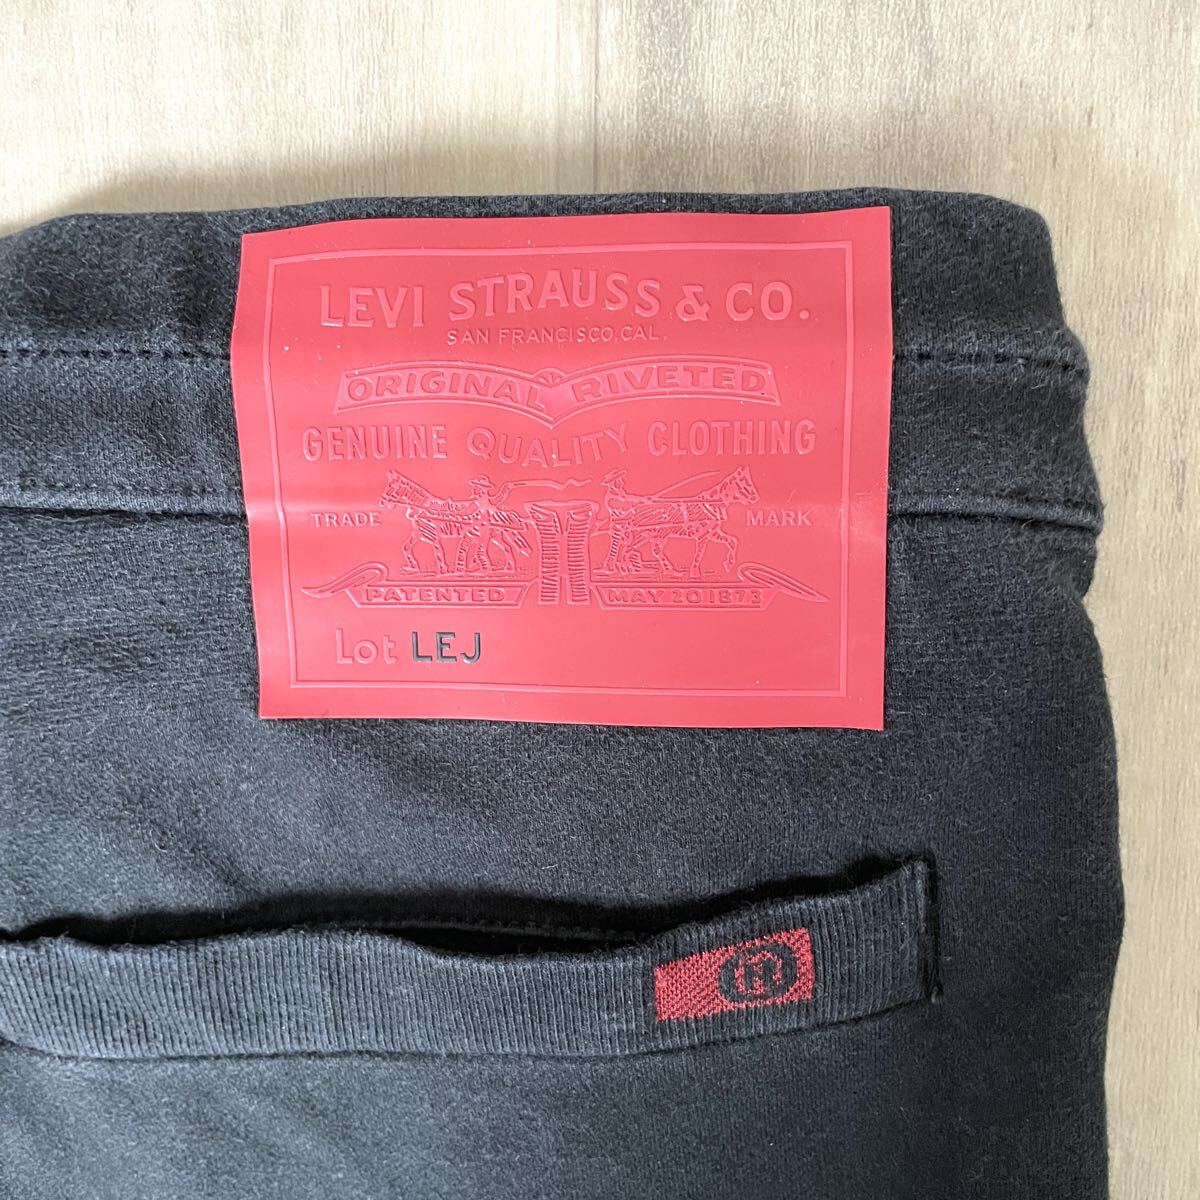 LEVI STRAUSS & CO.
SAN FRANCISCO, CAL.
ORIGINAL RIVETED
GENUINE QUALITY CLOTHING
TRADE MARK
PATENTED MAY 20 1873
Lot LEJ